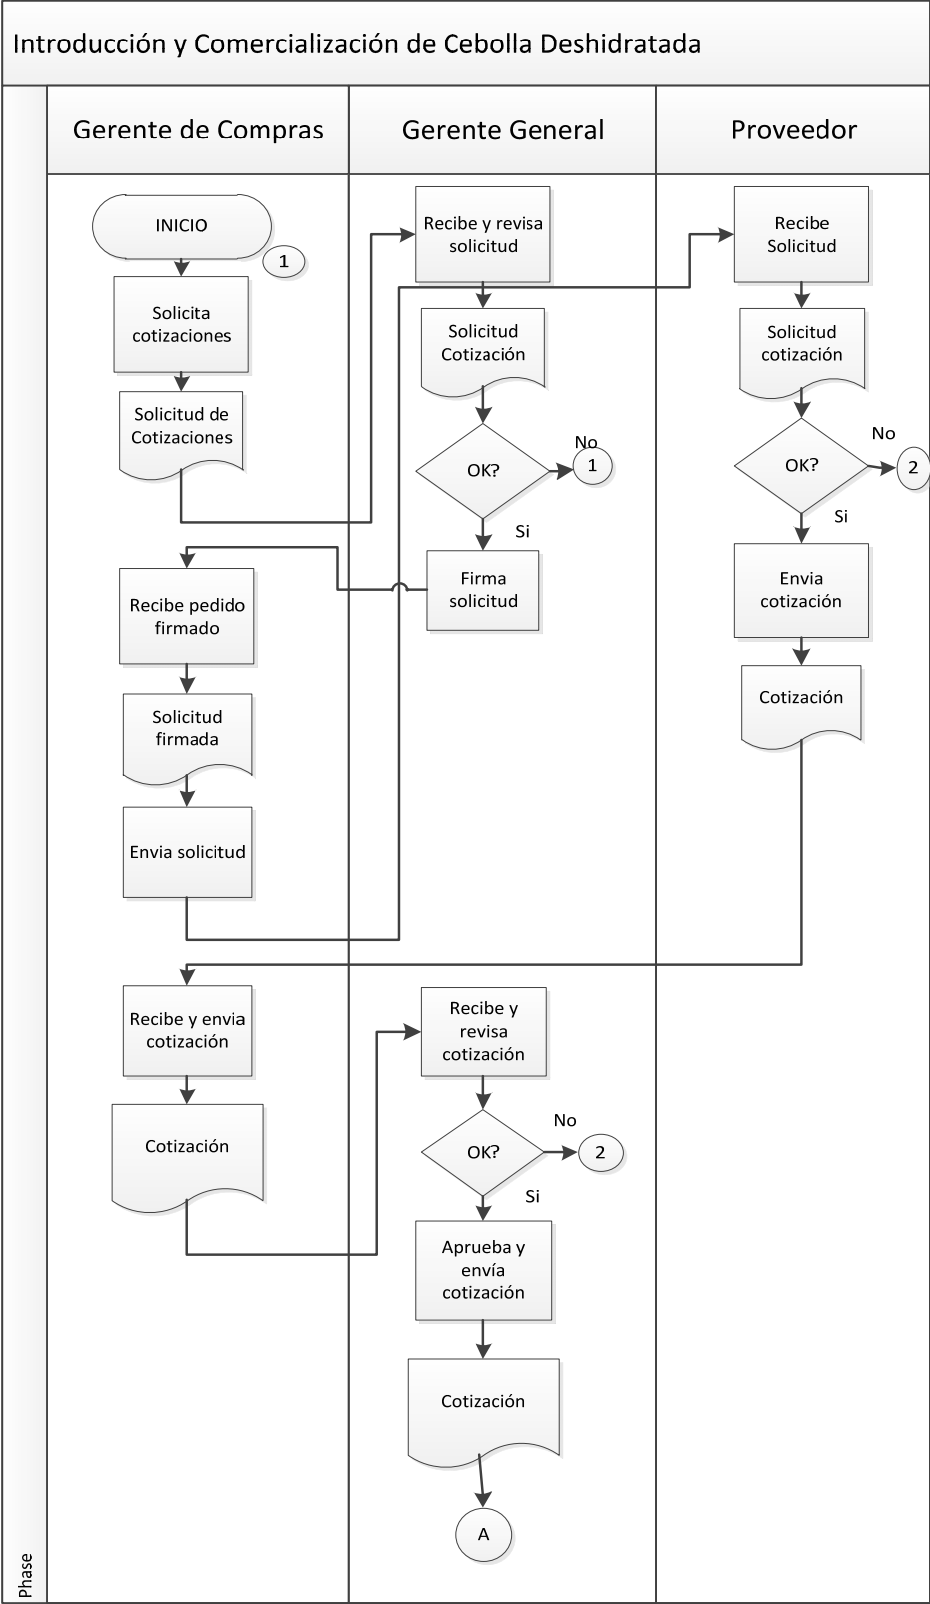 Introducción y Comercialización de Cebolla Deshidratada
Gerente de Compras
Gerente General
Proveedor
INICIO
1
Solicita
cotizaciones
Solicitud de
Cotizaciones
Recibe y revisa
solicitud
Solicitud
Cotización
OK?
No
1
Si
Firma
solicitud
Recibe
Solicitud
Solicitud
cotización
OK?
No
2
Si
Envia
cotización
Cotización
Recibe pedido
firmado
Solicitud
firmada
Envia solicitud
Recibe y envia
cotización
Cotización
Recibe y
revisa
cotización
OK?
No
2
Si
Aprueba y
envía
cotización
Cotización
A
Phase